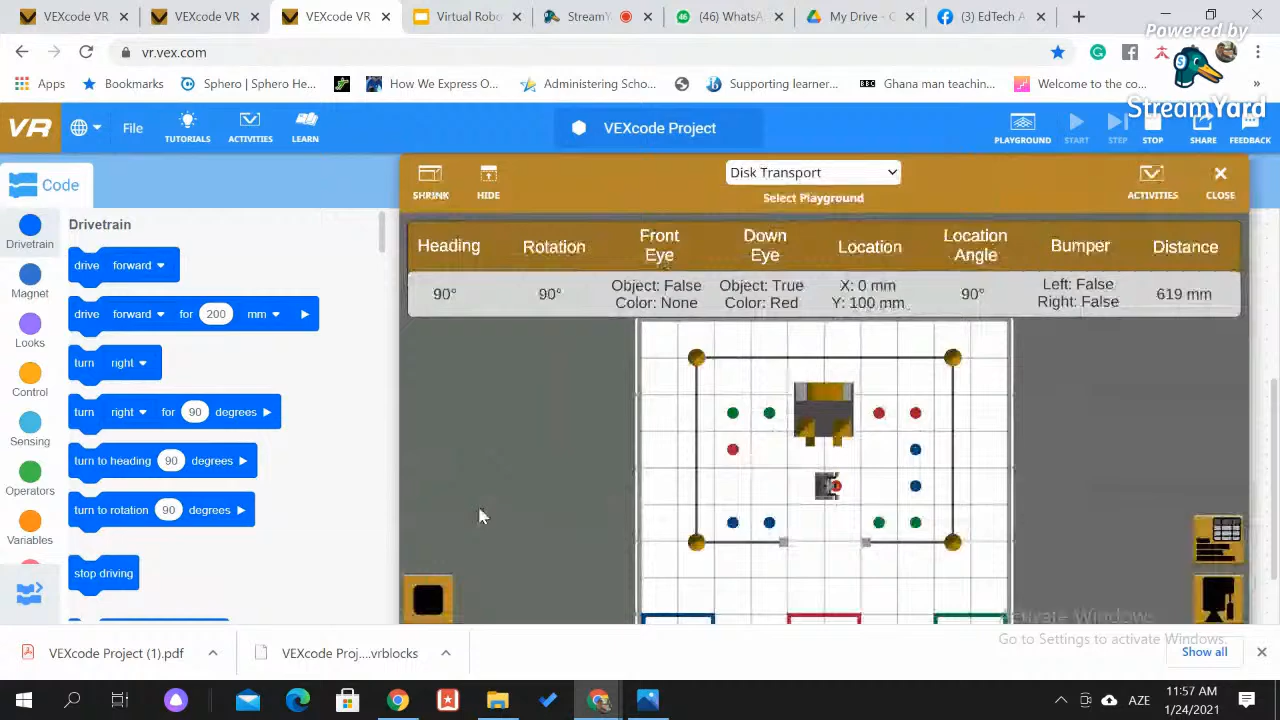 VEXcode VR
VEXcode VR
VEXcode VR
Virtual Robo
StreamY
(46) WhatsA
My Drive - G
(3) EdTech A
Powered by
StreamYard
vr.vex.com
Apps
Bookmarks
Sphero | Sphero He...
How We Express O...
Administering Scho...
Supporting learner...
Ghana man teachin...
Welcome to the co...
VR
File
TUTORIALS
ACTIVITIES
LEARN
VEXcode Project
PLAYGROUND
START
STEP
STOP
SHARE
FEEDBACK
Code
SHRINK
HIDE
Disk Transport
Select Playground
ACTIVITIES
CLOSE
Drivetrain
Magnet
Looks
Control
Sensing
Operators
Variables
Drivetrain
drive forward
drive forward for 200 mm
turn right
turn right for 90 degrees
turn to heading 90 degrees
turn to rotation 90 degrees
stop driving
Heading Rotation Front Eye Down Eye Location Location Angle Bumper Distance
90° 90° Object: False Object: True X: 0 mm 90° Left: False 619 mm
Color: None Color: Red Y: 100 mm Right: False
Activate Windows
Go to Settings to activate Windows.
VEXcode Project (1).pdf
VEXcode Proj....vrblocks
Show all
AZE
11:57 AM
1/24/2021